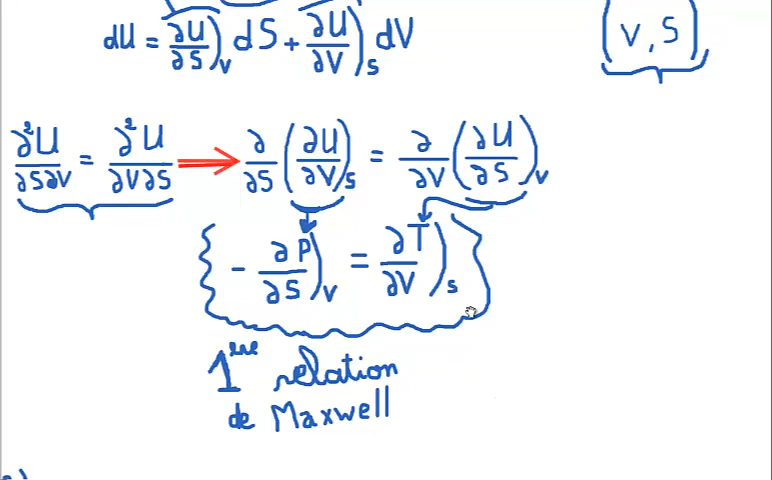 dU = ∂U/∂S)_V dS + ∂U/∂V)_S dV
(V, S)
∂²U/∂S∂V = ∂²U/∂V∂S ⟹ ∂/∂S (∂U/∂V)_S = ∂/∂V (∂U/∂S)_V
- ∂P/∂S)_V = ∂T/∂V)_S
1ère relation
de Maxwell